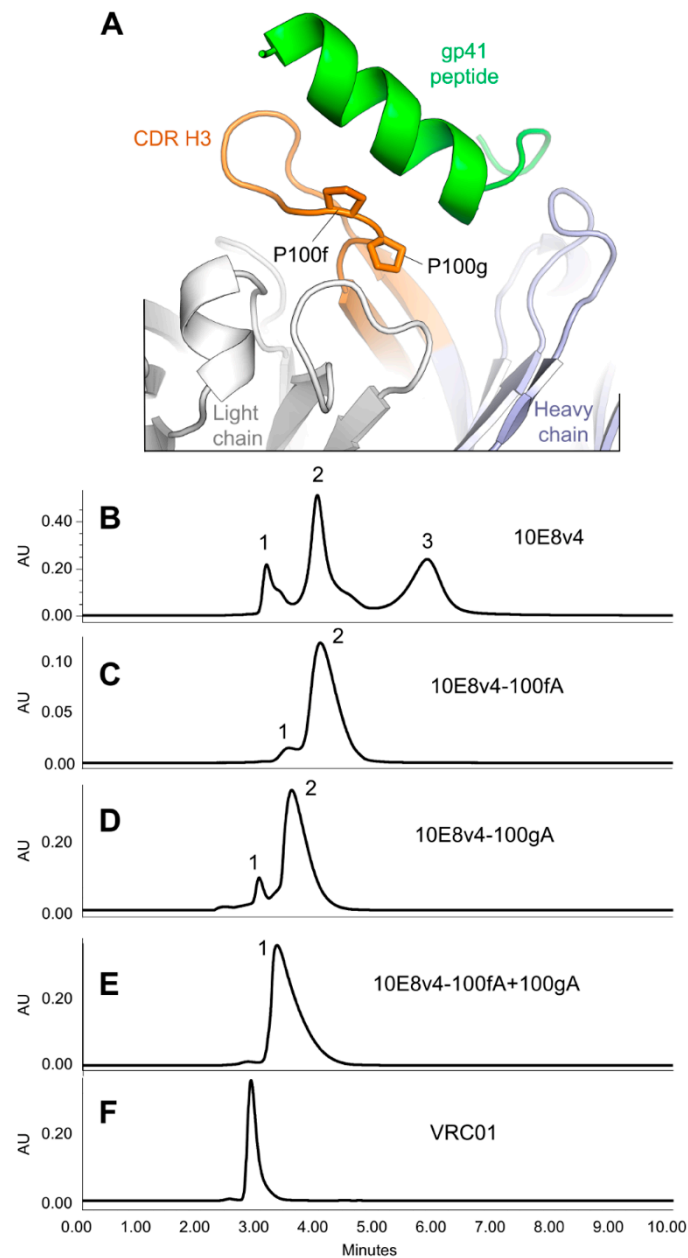 A
gp41
peptide
CDR H3
P100f
P100g
Light
chain
Heavy
chain
B
10E8v4
1
2
3
AU
0.40
0.20
0.00
C
10E8v4-100fA
1
2
AU
0.10
0.05
0.00
D
10E8v4-100gA
1
2
AU
0.20
0.00
E
10E8v4-100fA+100gA
1
AU
0.20
0.00
F
VRC01
AU
0.20
0.00
0.00 1.00 2.00 3.00 4.00 5.00 6.00 7.00 8.00 9.00 10.00
Minutes